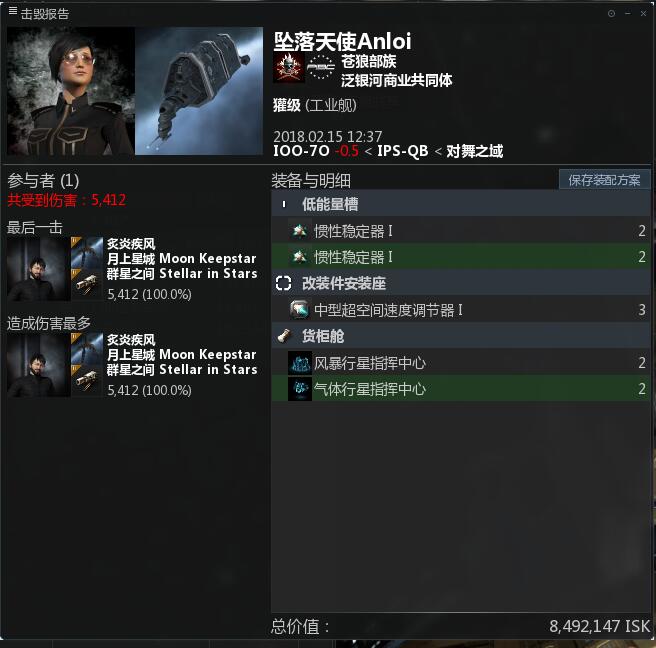 击毁报告
坠落天使Anloi
苍狼部族
泛银河商业共同体
獾级 (工业舰)
2018.02.15 12:37
IOO-7O -0.5 < IPS-QB < 对舞之域
参与者 (1)
共受到伤害：5,412
最后一击
炙炎疾风
月上星城 Moon Keepstar
群星之间 Stellar in Stars
5,412 (100.0%)
造成伤害最多
炙炎疾风
月上星城 Moon Keepstar
群星之间 Stellar in Stars
5,412 (100.0%)
装备与明细
保存装配方案
低能量槽
惯性稳定器 I 2
惯性稳定器 I 2
改装件安装座
中型超空间速度调节器 I 3
货柜舱
风暴行星指挥中心 2
气体行星指挥中心 2
总价值： 8,492,147 ISK